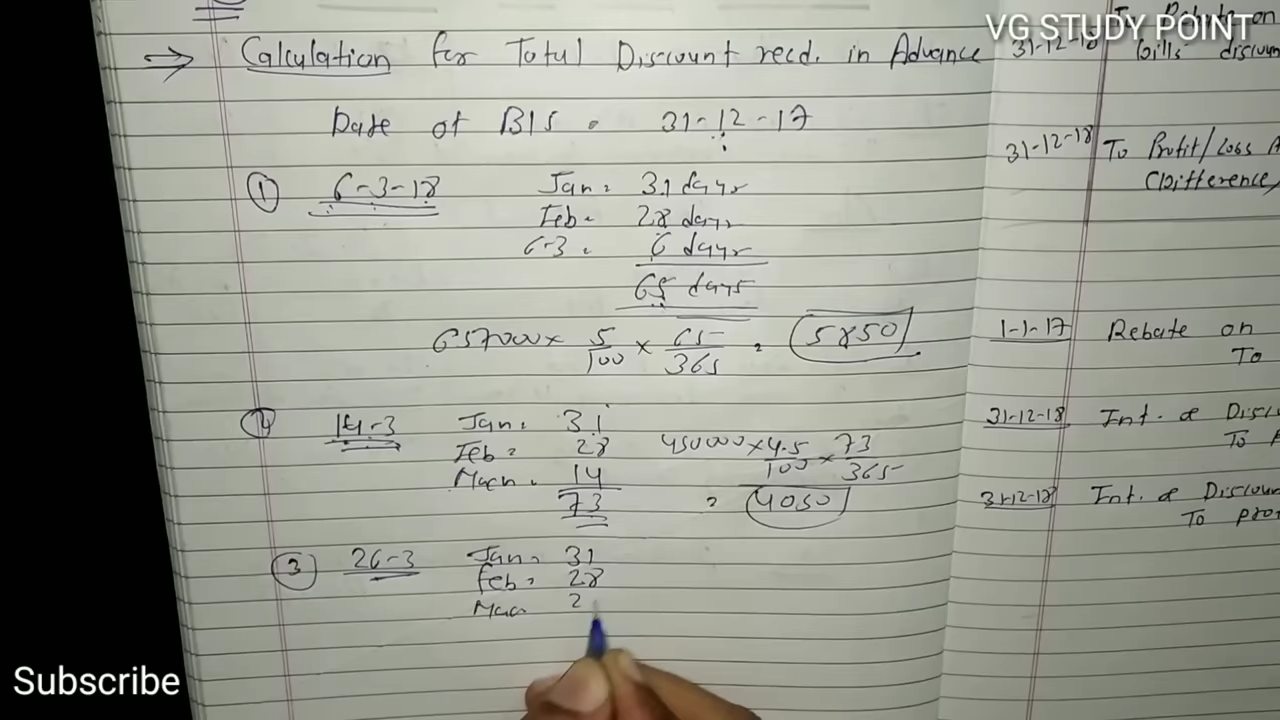 VG STUDY POINT
⇒ Calculation for Total Discount recd. in Advance
Date of B/S = 31-12-17
① 6-3-18 Jan = 31 days
Feb = 28 days
6-3 = 6 days
65 days
657000 × 5/100 × 65/365 = 5850
14-3 Jan = 31
Feb = 28
March = 14
73
450000 × 4.5/100 × 73/365
= 4050
③ 26-3 Jan = 31
Feb = 28
Mar 2
31-12-18 To Rebate on
bills discoun
31-12-18 To Profit/Loss A
(Difference)
1-1-17 Rebate on
To
31-12-18 Int. & Discu
To P
31-12-18 Int. & Discoun
To pro
Subscribe